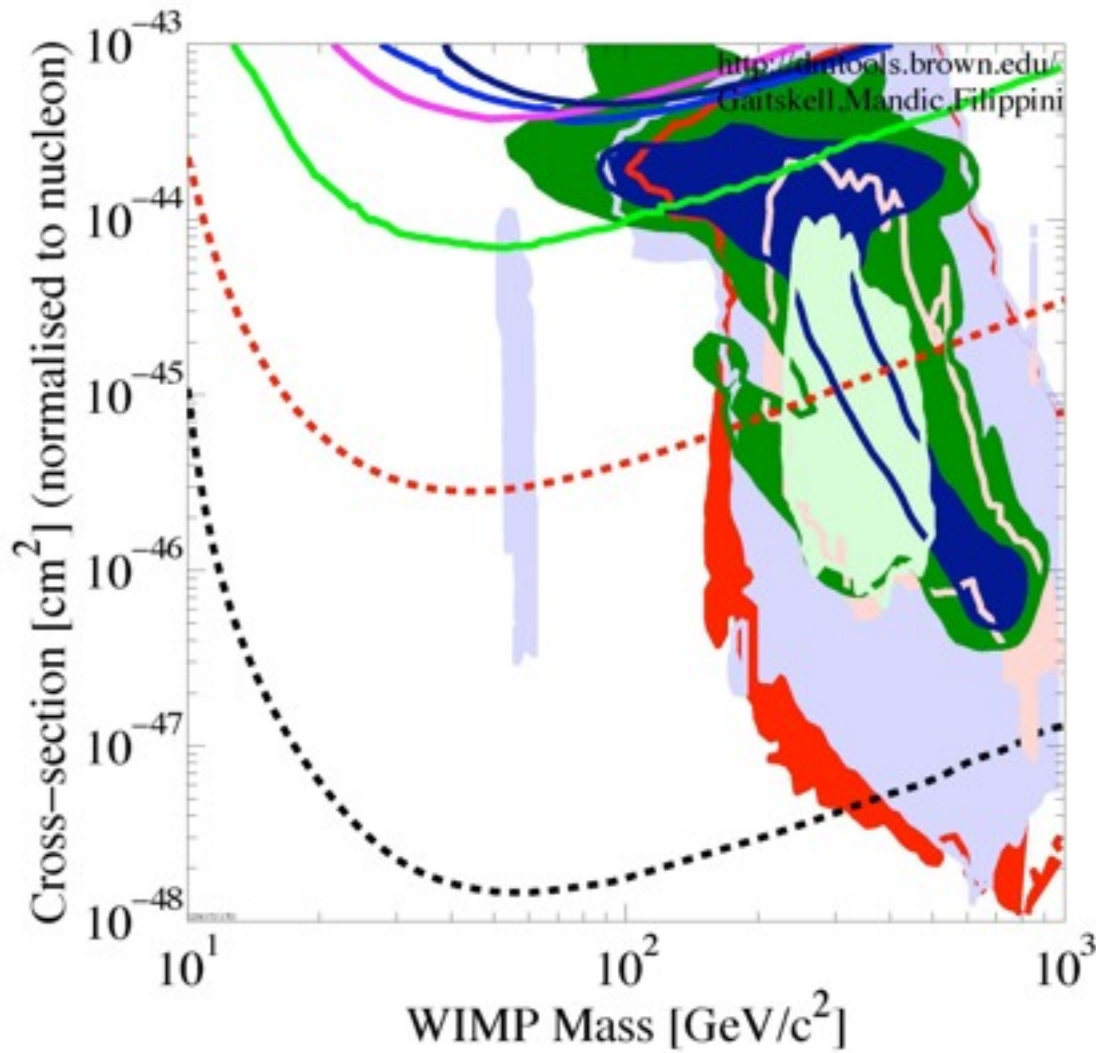 10^−43
http://dmtools.brown.edu/
Gaitskell,Mandic,Filippini
10^−44
10^−45
10^−46
10^−47
10^−48
Cross−section [cm^2] (normalised to nucleon)
10^1
10^2
10^3
WIMP Mass [GeV/c^2]